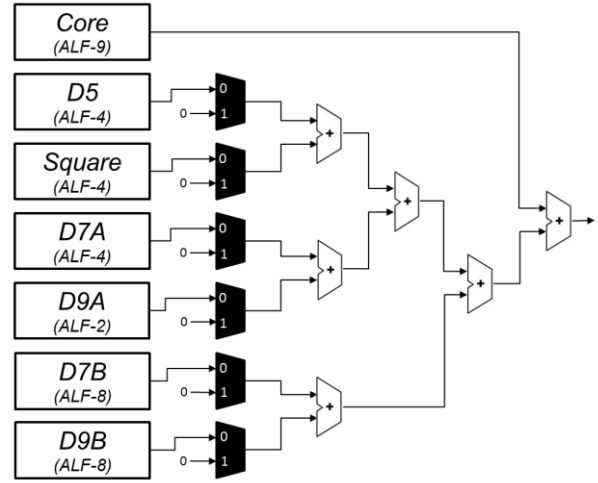 Core
(ALF-9)
D5
(ALF-4)
0
0 1
+
Square
(ALF-4)
0
0 1
+
D7A
(ALF-4)
0
0 1
+
+
D9A
(ALF-2)
0
0 1
+
+
D7B
(ALF-8)
0
0 1
+
D9B
(ALF-8)
0
0 1